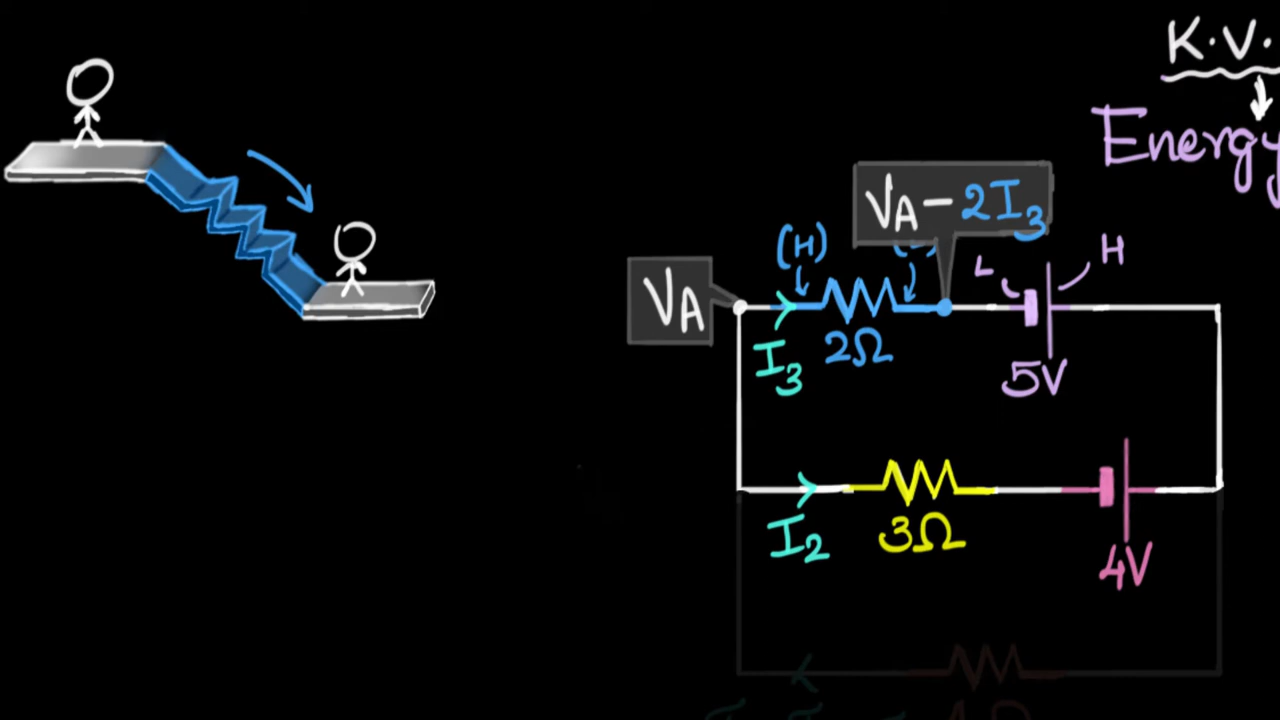 K.V.
Energy
VA – 2I3
(H)
L
H
VA
I3
2Ω
5V
I2
3Ω
4V